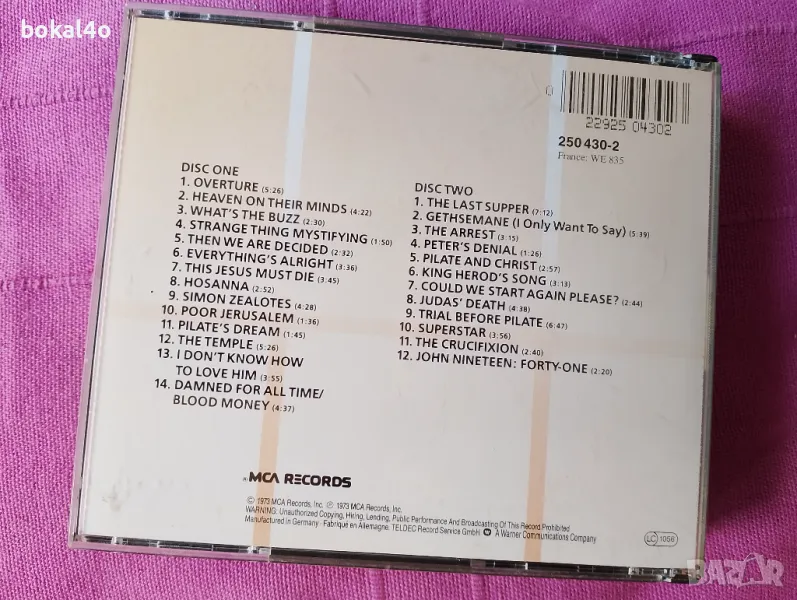 bokal4o
0
22925 04302
250 430-2
France: WE 835
DISC ONE
1. OVERTURE (5:26)
2. HEAVEN ON THEIR MINDS (4:22)
3. WHAT'S THE BUZZ (2:30)
4. STRANGE THING MYSTIFYING (1:50)
5. THEN WE ARE DECIDED (2:32)
6. EVERYTHING'S ALRIGHT (3:36)
7. THIS JESUS MUST DIE (3:45)
8. HOSANNA (2:52)
9. SIMON ZEALOTES (4:28)
10. POOR JERUSALEM (1:36)
11. PILATE'S DREAM (1:45)
12. THE TEMPLE (5:26)
13. I DON'T KNOW HOW
TO LOVE HIM (3:55)
14. DAMNED FOR ALL TIME/
BLOOD MONEY (4:37)
DISC TWO
1. THE LAST SUPPER (7:12)
2. GETHSEMANE (I Only Want To Say) (5:39)
3. THE ARREST (3:15)
4. PETER'S DENIAL (1:26)
5. PILATE AND CHRIST (2:57)
6. KING HEROD'S SONG (3:13)
7. COULD WE START AGAIN PLEASE? (2:44)
8. JUDAS' DEATH (4:38)
9. TRIAL BEFORE PILATE (6:47)
10. SUPERSTAR (3:56)
11. THE CRUCIFIXION (2:40)
12. JOHN NINETEEN: FORTY-ONE (2:20)
MCA RECORDS
© 1973 MCA Records, Inc. ℗ 1973 MCA Records, Inc.
WARNING: Unauthorized Copying, Hiring, Lending, Public Performance And Broadcasting Of This Record Prohibited
Manufactured in Germany · Fabriqué en Allemagne. TELDEC Record Service GmbH A Warner Communications Company
LC 1056
BAZAR